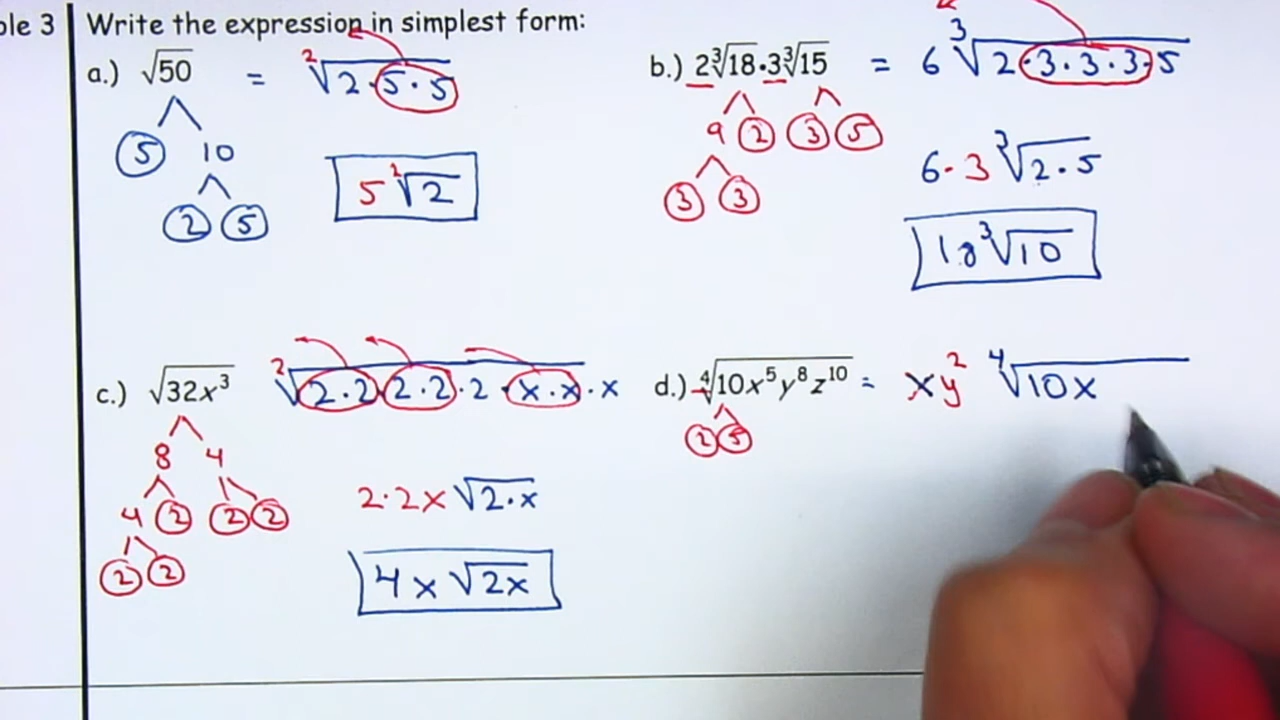 ole 3 Write the expression in simplest form:
a.) √50 = ²√2·5·5
5 10
2 5
5²√2
b.) 2∛18·3∛15 = 6 ∛2·3·3·3·5
9 2 3 5
3 3
6·3 ∛2·5
18∛10
c.) √32x³ ²√2·2·2·2·2·x·x·x
8 4
4 2 2 2
2 2
2·2x √2·x
4x √2x
d.) ∜10x⁵y⁸z¹⁰ = xy² ∜10x
2 5